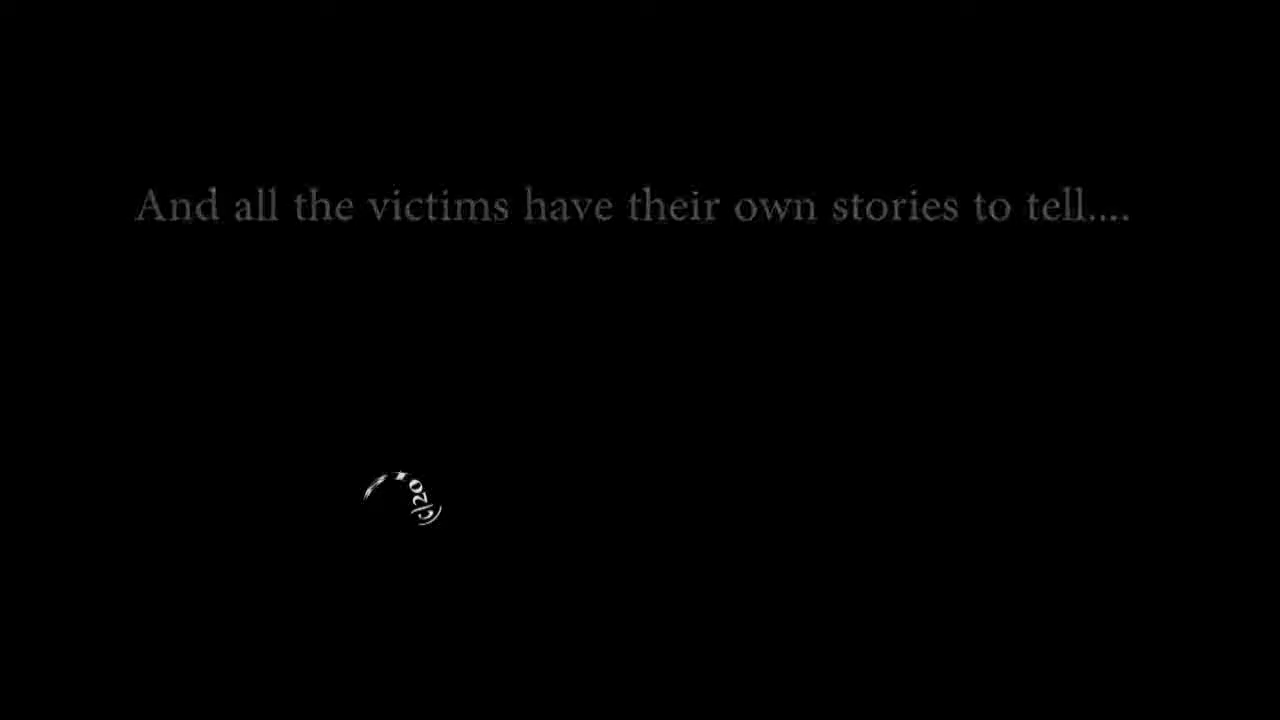 And all the victims have their own stories to tell....